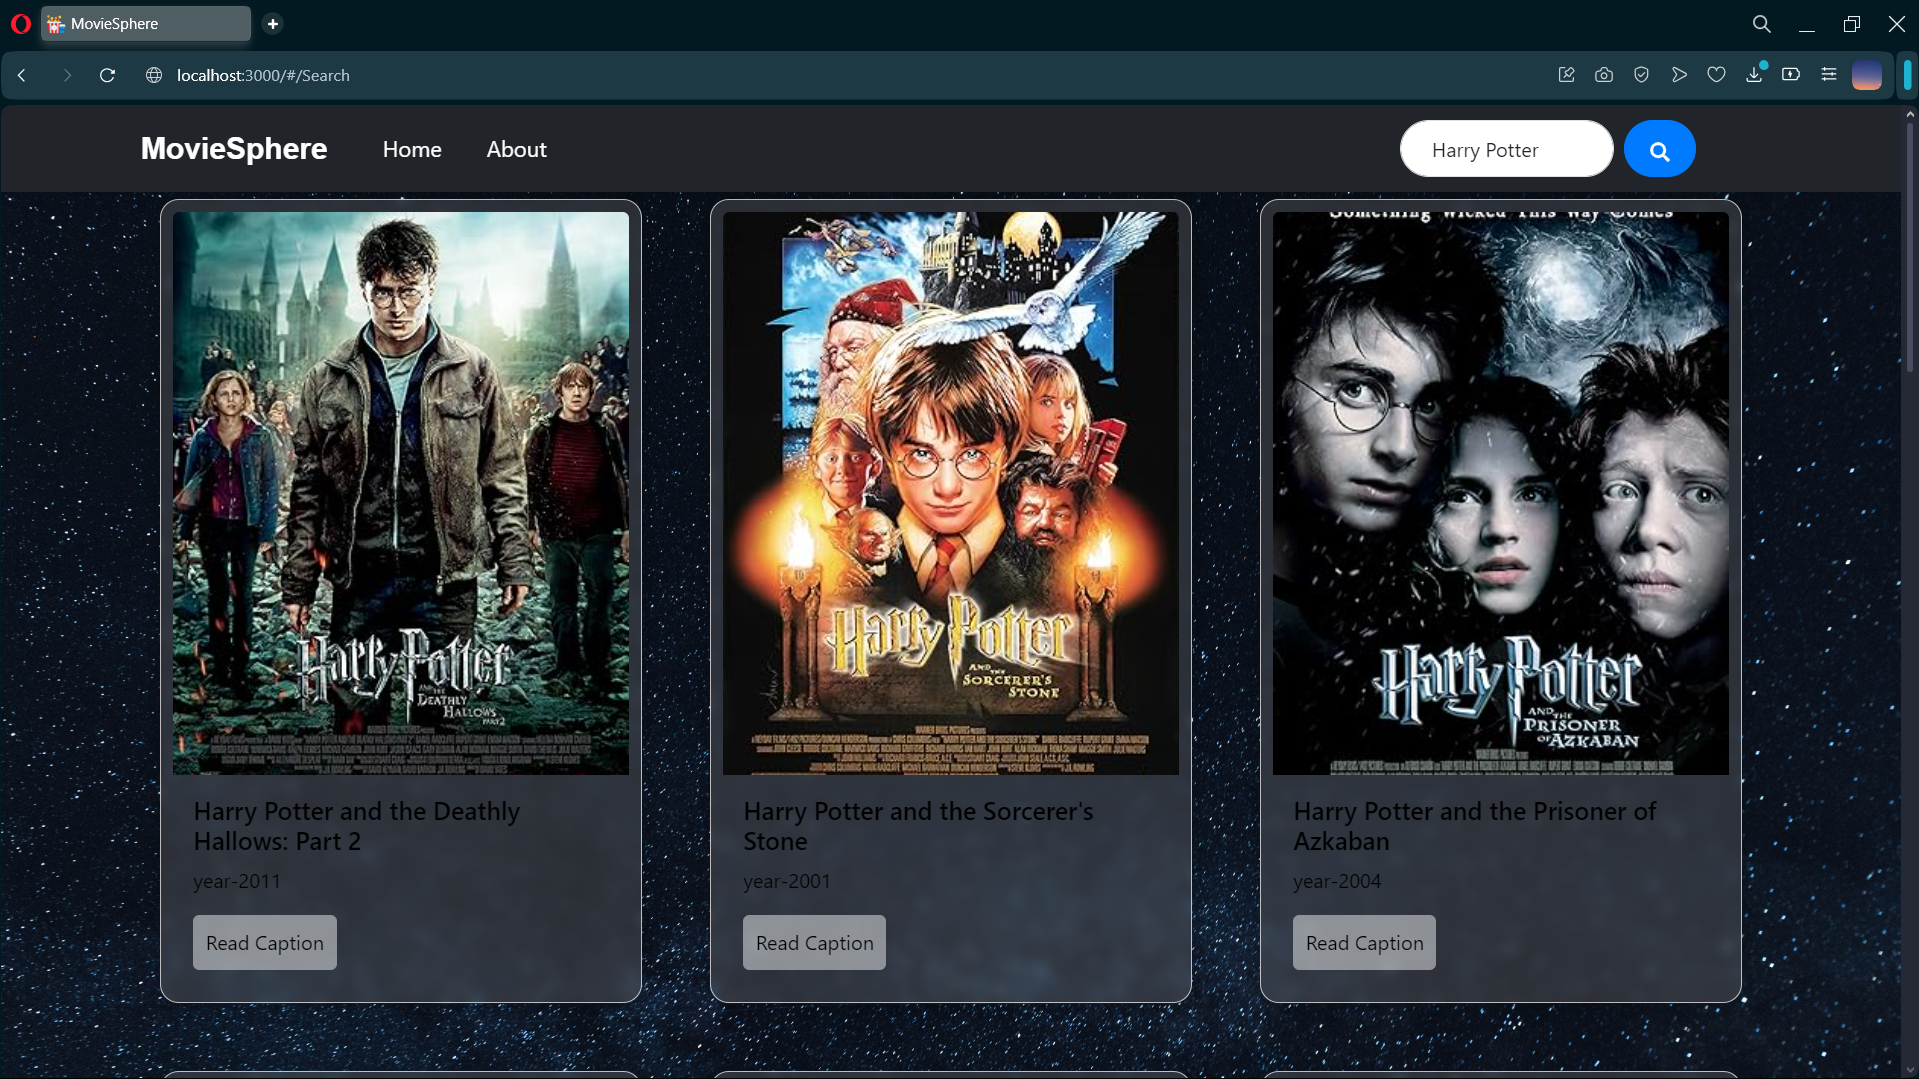 MovieSphere
localhost:3000/#/Search
MovieSphere
Home
About
Harry Potter
Something Wicked This Way Comes
Harry Potter
AND THE
DEATHLY
HALLOWS
PART 2
Harry Potter
AND THE
SORCERER'S
STONE
Harry Potter
AND THE
PRISONER
OF AZKABAN
Harry Potter and the Deathly
Hallows: Part 2
year-2011
Read Caption
Harry Potter and the Sorcerer's
Stone
year-2001
Read Caption
Harry Potter and the Prisoner of
Azkaban
year-2004
Read Caption